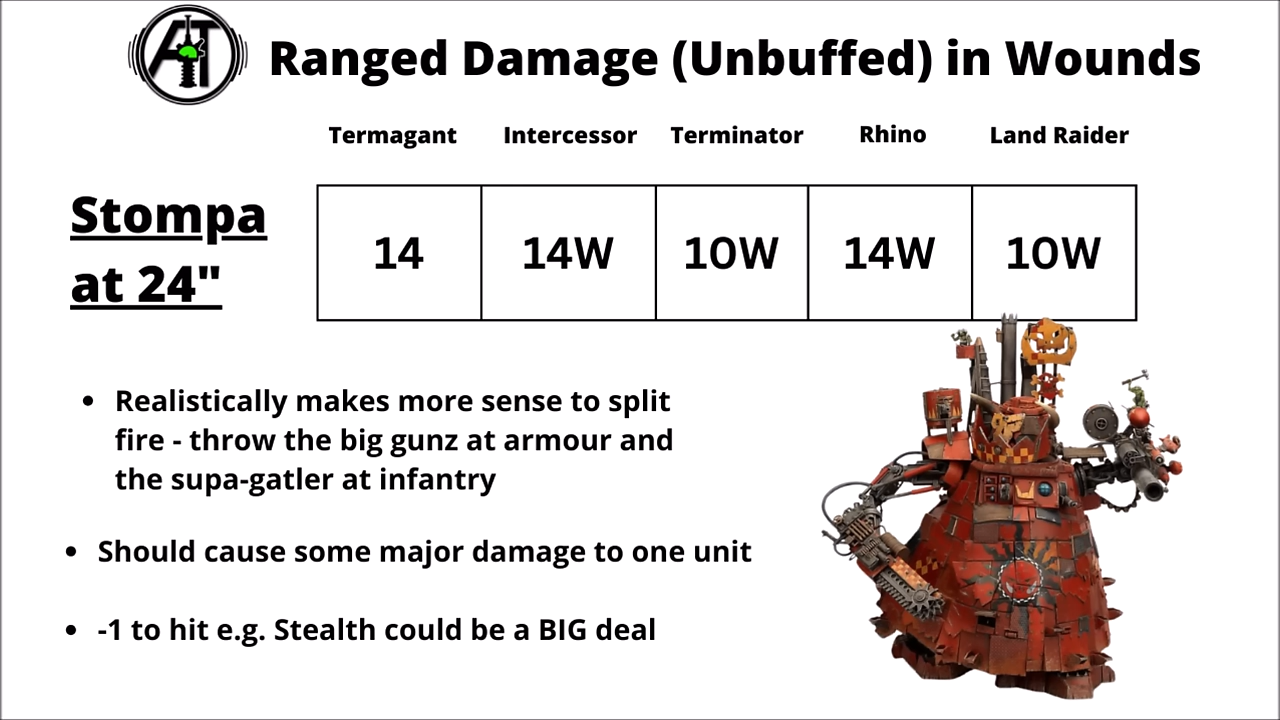 AT
Ranged Damage (Unbuffed) in Wounds
Termagant Intercessor Terminator Rhino Land Raider
Stompa
at 24"
14 14W 10W 14W 10W
• Realistically makes more sense to split
fire - throw the big gunz at armour and
the supa-gatler at infantry
• Should cause some major damage to one unit
• -1 to hit e.g. Stealth could be a BIG deal